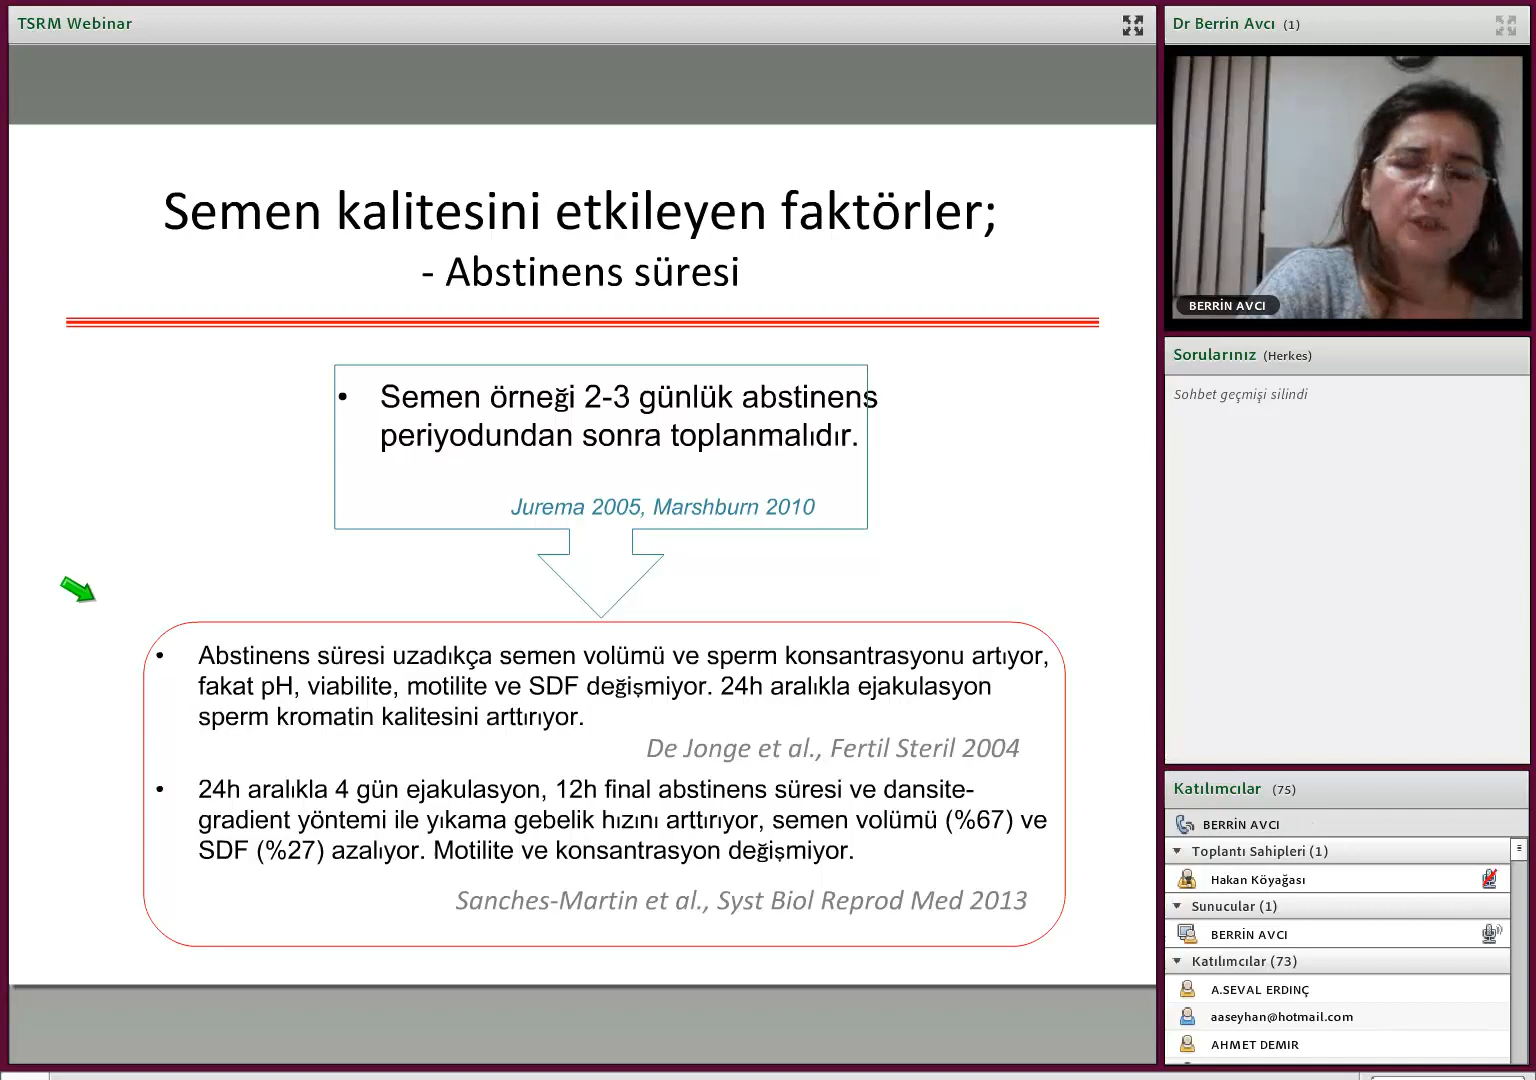 TSRM Webinar
Semen kalitesini etkileyen faktörler;
- Abstinens süresi
• Semen örneği 2-3 günlük abstinens
periyodundan sonra toplanmalıdır.
Jurema 2005, Marshburn 2010
• Abstinens süresi uzadıkça semen volümü ve sperm konsantrasyonu artıyor,
fakat pH, viabilite, motilite ve SDF değişmiyor. 24h aralıkla ejakulasyon
sperm kromatin kalitesini arttırıyor.
De Jonge et al., Fertil Steril 2004
• 24h aralıkla 4 gün ejakulasyon, 12h final abstinens süresi ve dansite-
gradient yöntemi ile yıkama gebelik hızını arttırıyor, semen volümü (%67) ve
SDF (%27) azalıyor. Motilite ve konsantrasyon değişmiyor.
Sanches-Martin et al., Syst Biol Reprod Med 2013
Dr Berrin Avcı (1)
BERRİN AVCI
Sorularınız (Herkes)
Sohbet geçmişi silindi
Katılımcılar (75)
BERRİN AVCI
Toplantı Sahipleri (1)
Hakan Köyağası
Sunucular (1)
BERRİN AVCI
Katılımcılar (73)
A.SEVAL ERDINÇ
aaseyhan@hotmail.com
AHMET DEMIR